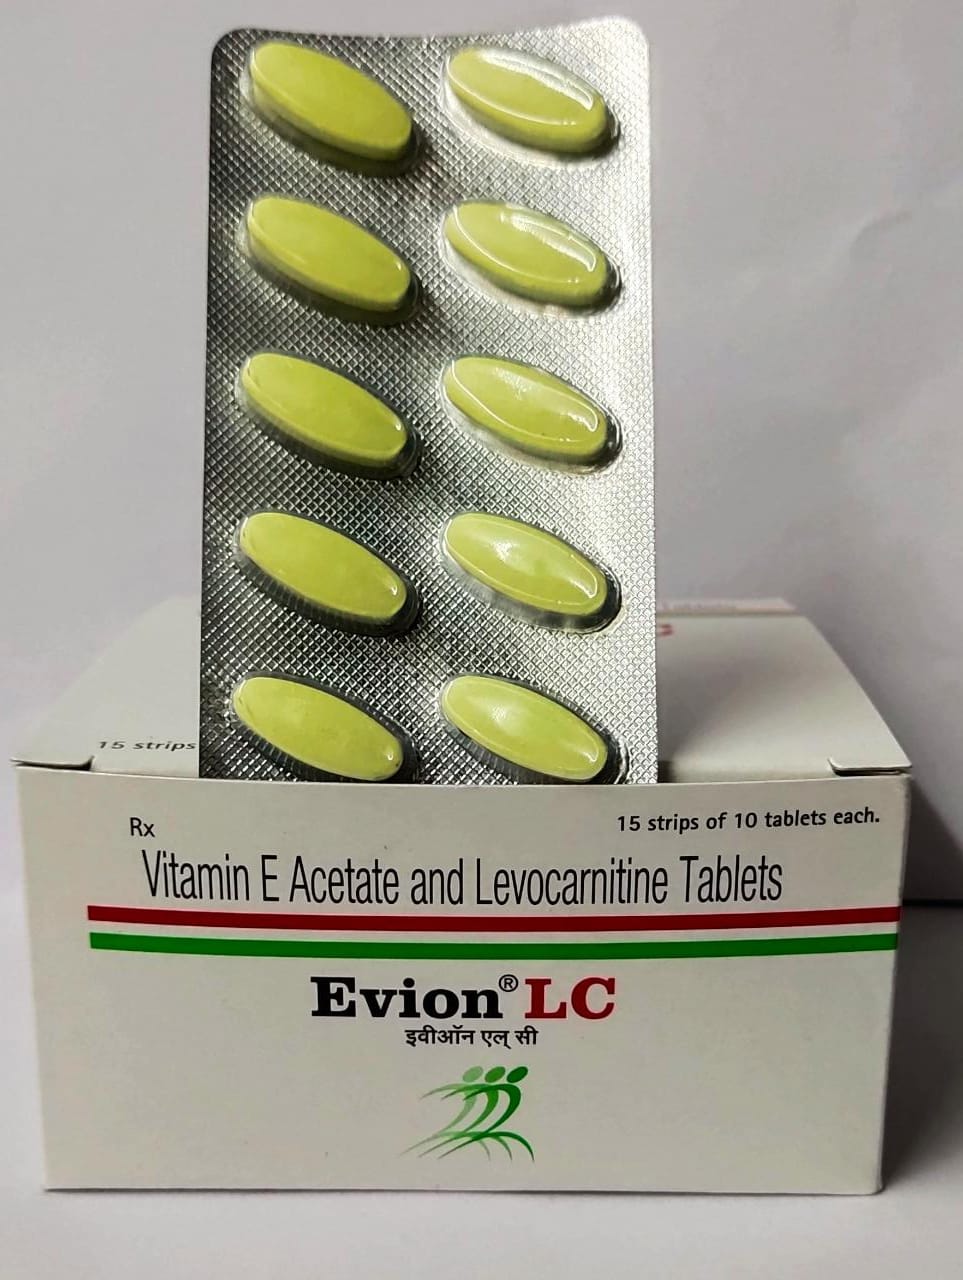 15 strips
Rx
15 strips of 10 tablets each.
Vitamin E Acetate and Levocarnitine Tablets
Evion® LC
इवीऑन एल् सी